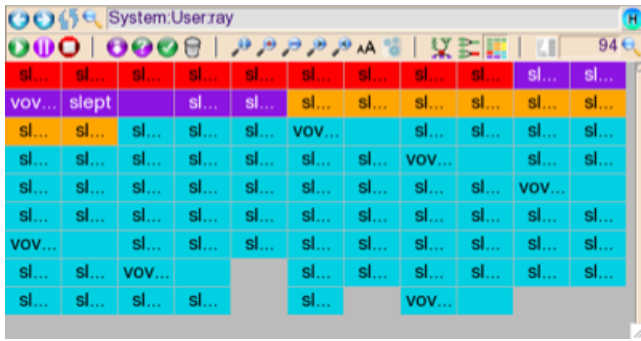 System:User:ray H
94
sl... sl... sl... sl... sl... sl... sl... sl... sl... sl... sl...
vov... slept sl... sl... sl... sl... sl... sl... sl... sl...
sl... sl... sl... sl... sl... vov... sl... sl... sl... sl...
sl... sl... sl... sl... sl... sl... sl... vov... sl... sl...
sl... sl... sl... sl... sl... sl... sl... sl... sl... vov...
sl... sl... sl... sl... sl... sl... sl... sl... sl... sl... sl...
vov... sl... sl... sl... sl... sl... sl... sl... sl... sl...
sl... sl... vov... sl... sl... sl... sl... sl... sl...
sl... sl... sl... sl... sl... vov...